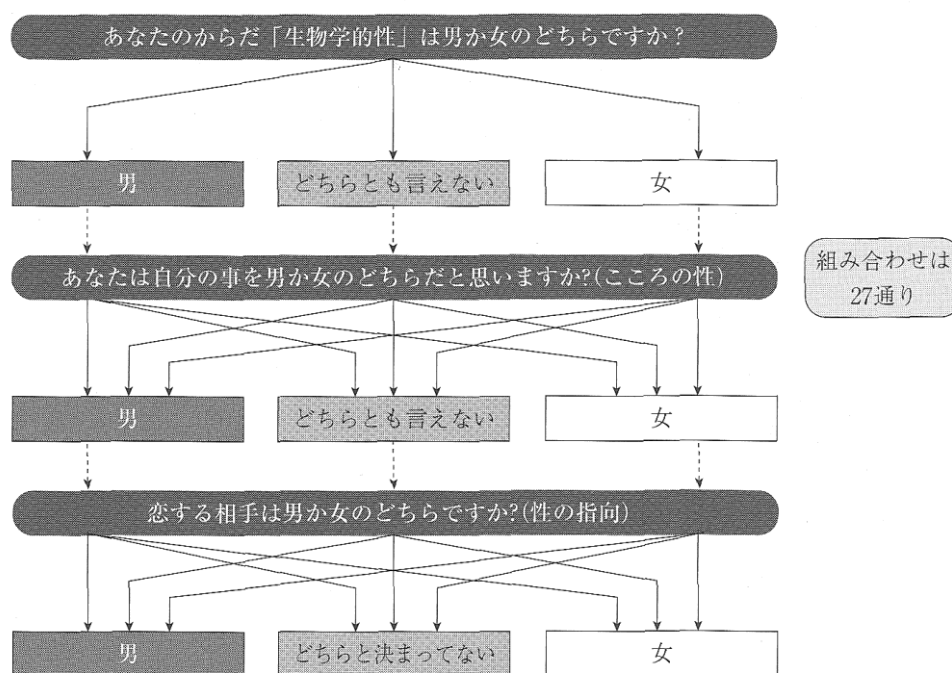 あなたのからだ「生物学的性」は男か女のどちらですか?
男
どちらとも言えない
女
あなたは自分の事を男か女のどちらだと思いますか?(こころの性)
組み合わせは
27通り
男
どちらとも言えない
女
恋する相手は男か女のどちらですか?(性の指向)
男
どちらと決まってない
女